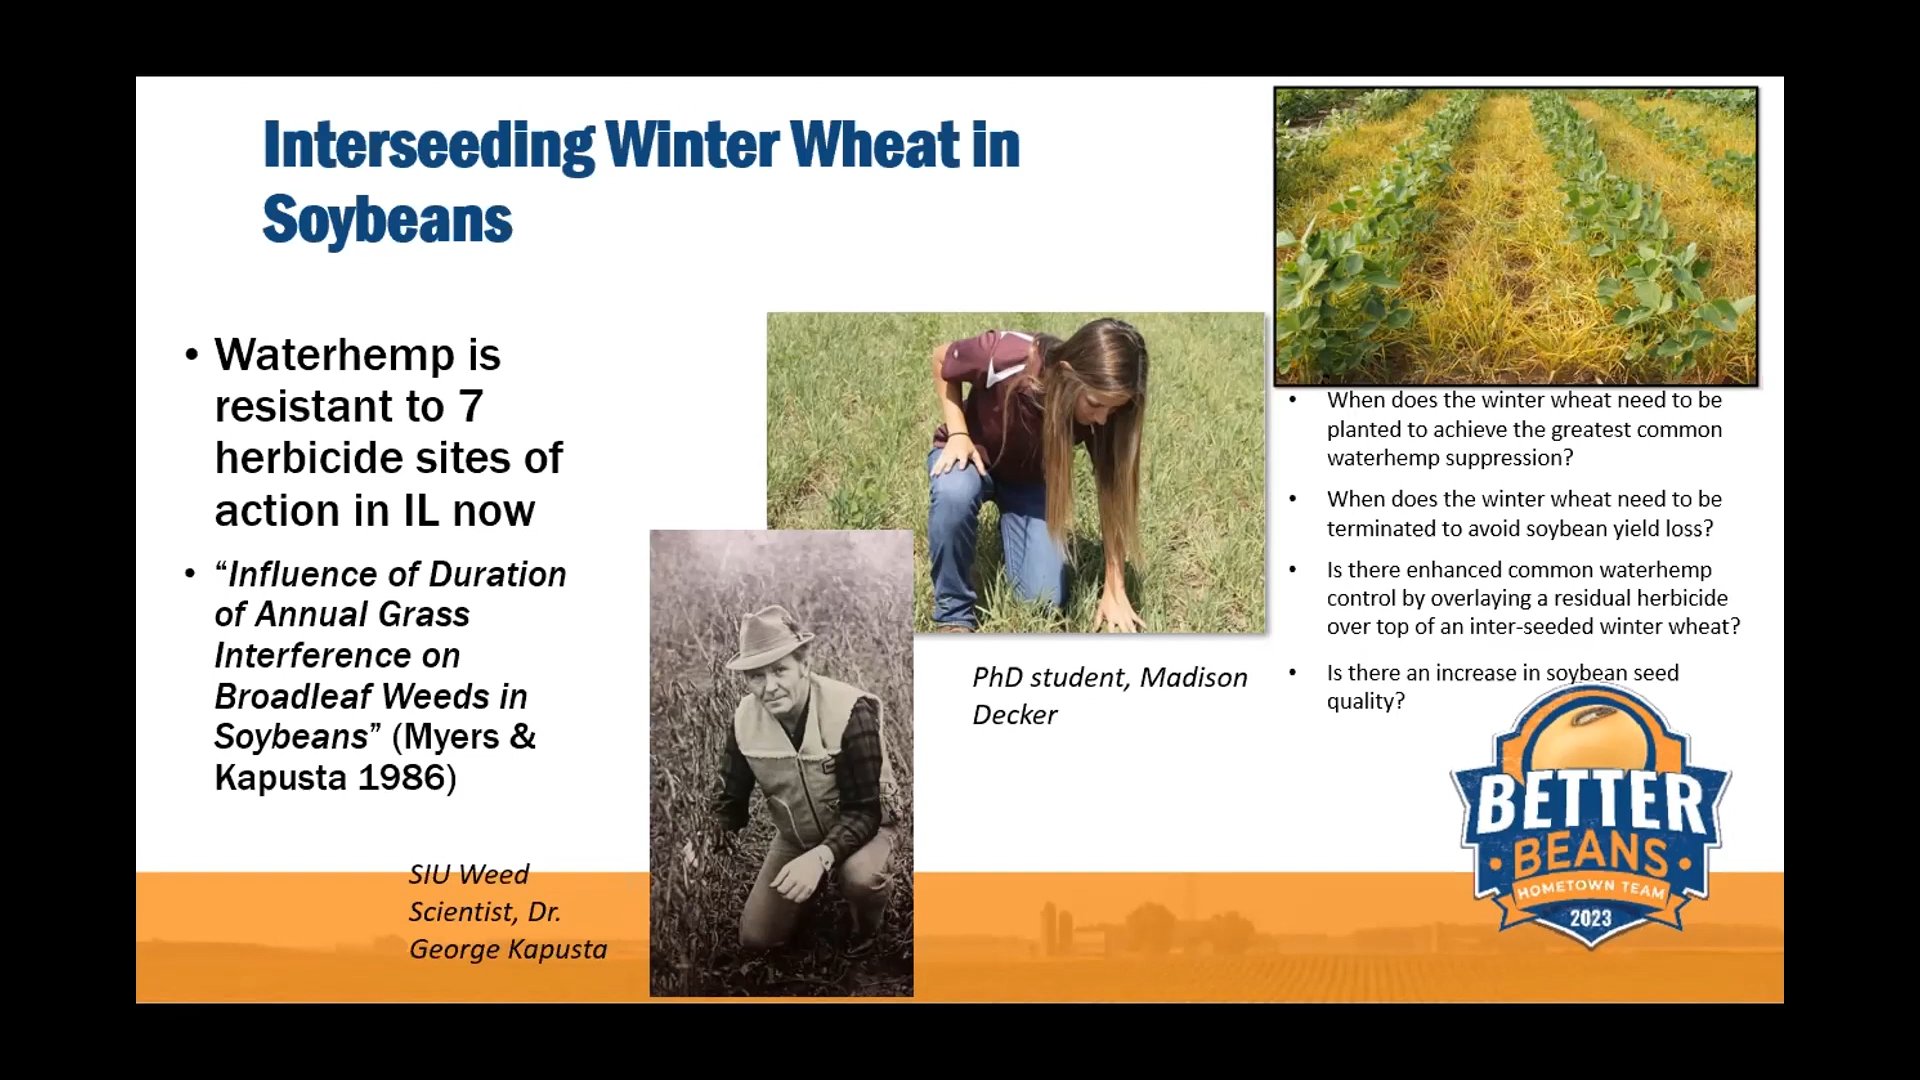 Interseeding Winter Wheat in
Soybeans
• Waterhemp is
resistant to 7
herbicide sites of
action in IL now
• “Influence of Duration
of Annual Grass
Interference on
Broadleaf Weeds in
Soybeans” (Myers &
Kapusta 1986)
SIU Weed
Scientist, Dr.
George Kapusta
PhD student, Madison
Decker
• When does the winter wheat need to be
planted to achieve the greatest common
waterhemp suppression?
• When does the winter wheat need to be
terminated to avoid soybean yield loss?
• Is there enhanced common waterhemp
control by overlaying a residual herbicide
over top of an inter-seeded winter wheat?
• Is there an increase in soybean seed
quality?
BETTER
• BEANS •
HOMETOWN TEAM
2023